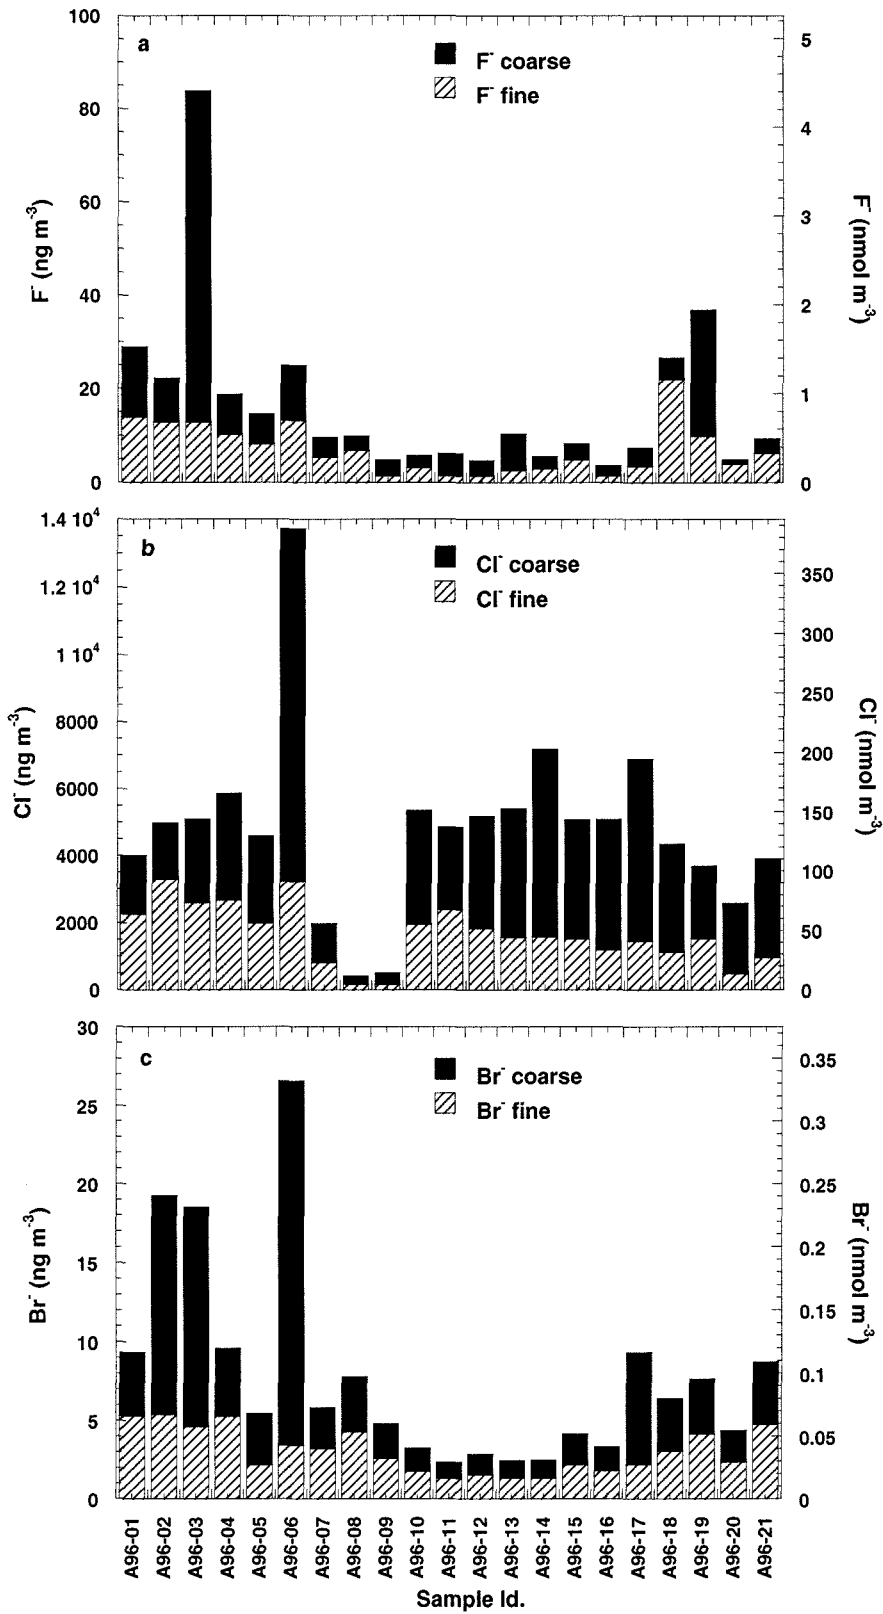 a
F⁻ coarse
F⁻ fine
100
80
60
40
20
0
F⁻ (ng m⁻³)
5
4
3
2
1
0
F⁻ (nmol m⁻³)
b
Cl⁻ coarse
Cl⁻ fine
1.4 10⁴
1.2 10⁴
1 10⁴
8000
6000
4000
2000
0
Cl⁻ (ng m⁻³)
350
300
250
200
150
100
50
0
Cl⁻ (nmol m⁻³)
c
Br⁻ coarse
Br⁻ fine
30
25
20
15
10
5
0
Br⁻ (ng m⁻³)
0.35
0.3
0.25
0.2
0.15
0.1
0.05
0
Br⁻ (nmol m⁻³)
A96-01
A96-02
A96-03
A96-04
A96-05
A96-06
A96-07
A96-08
A96-09
A96-10
A96-11
A96-12
A96-13
A96-14
A96-15
A96-16
A96-17
A96-18
A96-19
A96-20
A96-21
Sample Id.